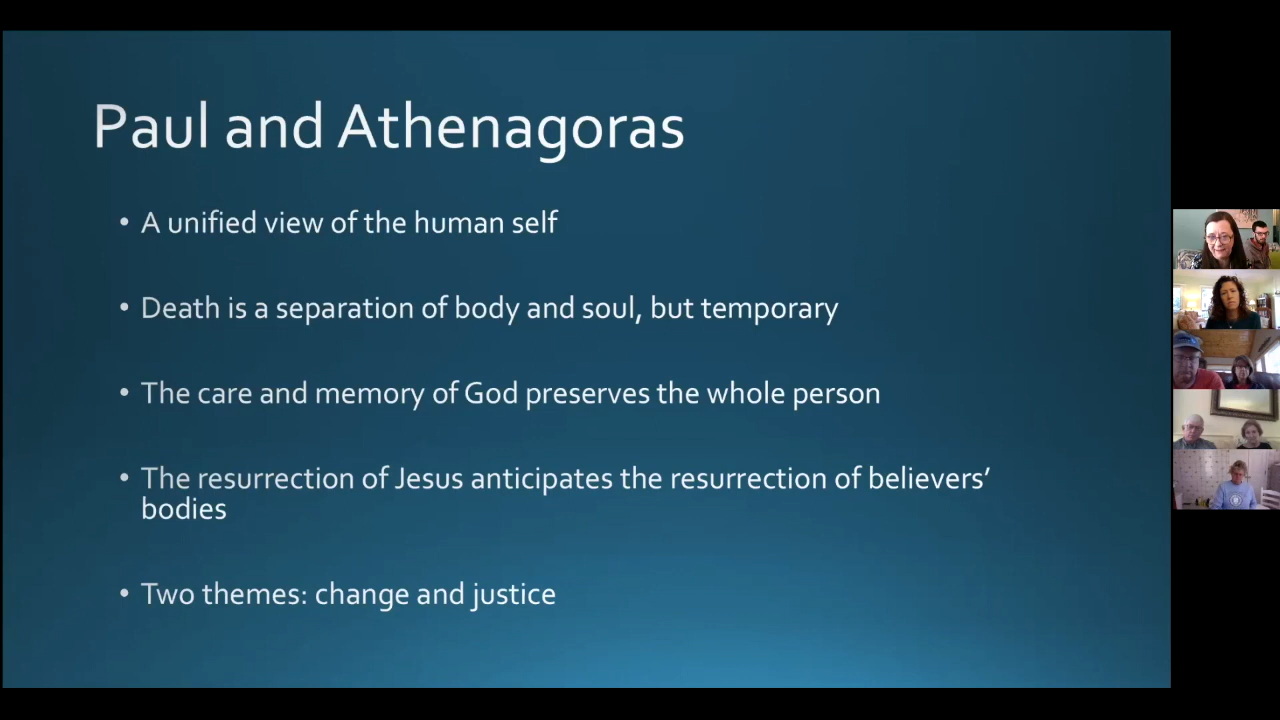 Paul and Athenagoras
• A unified view of the human self
• Death is a separation of body and soul, but temporary
• The care and memory of God preserves the whole person
• The resurrection of Jesus anticipates the resurrection of believers’
bodies
• Two themes: change and justice